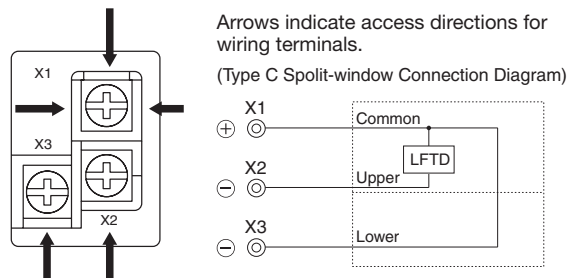 Arrows indicate access directions for
wiring terminals.
(Type C Spolit-window Connection Diagram)
X1
X3
X2
X1
Common
LFTD
X2
Upper
X3
Lower